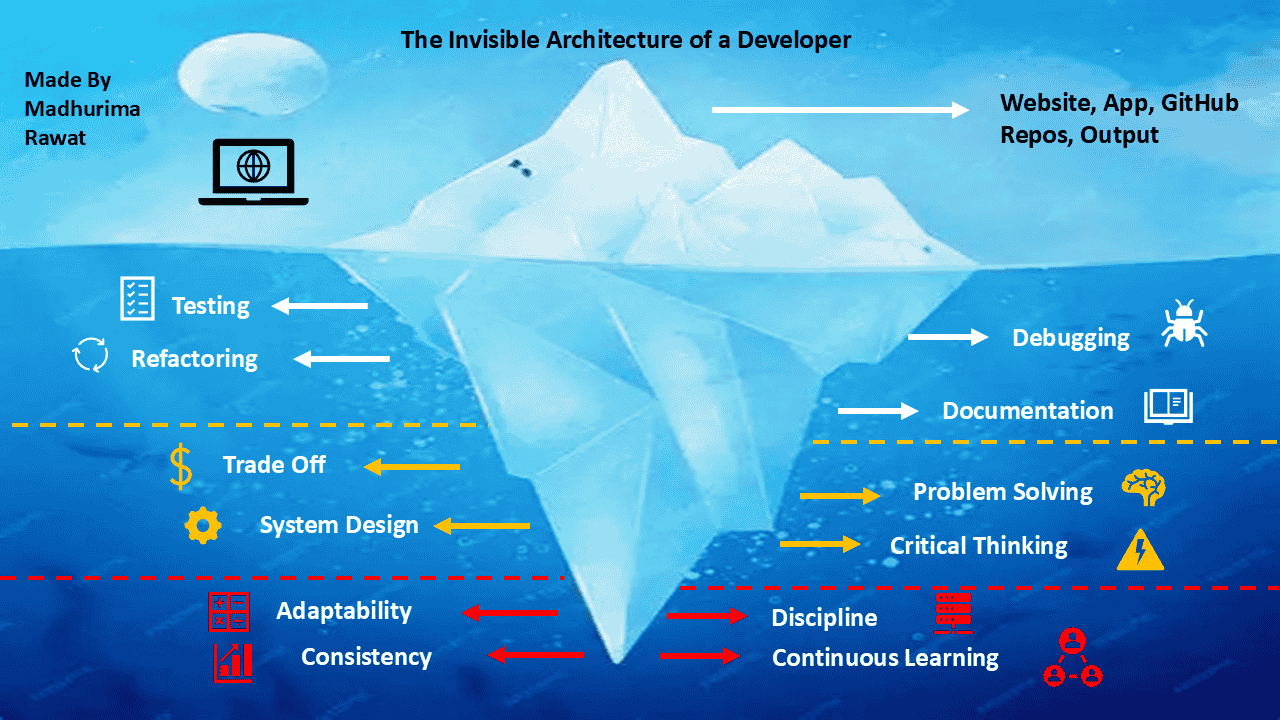 The Invisible Architecture of a Developer
Made By
Madhurima
Rawat
Website, App, GitHub
Repos, Output
Testing
Refactoring
Debugging
Documentation
Trade Off
System Design
Problem Solving
Critical Thinking
Adaptability
Consistency
Discipline
Continuous Learning